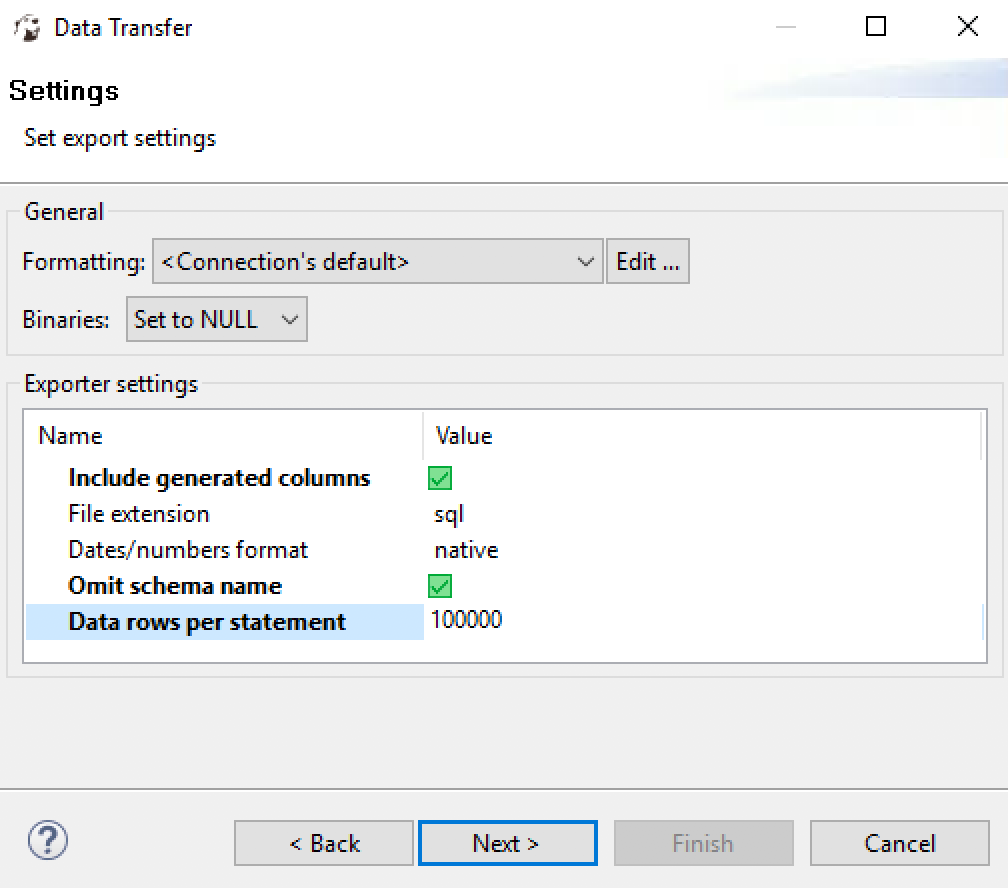 Data Transfer
Settings
Set export settings
General
Formatting: <Connection's default> Edit ...
Binaries: Set to NULL
Exporter settings
Name Value
Include generated columns
File extension sql
Dates/numbers format native
Omit schema name
Data rows per statement 100000
? < Back Next > Finish Cancel